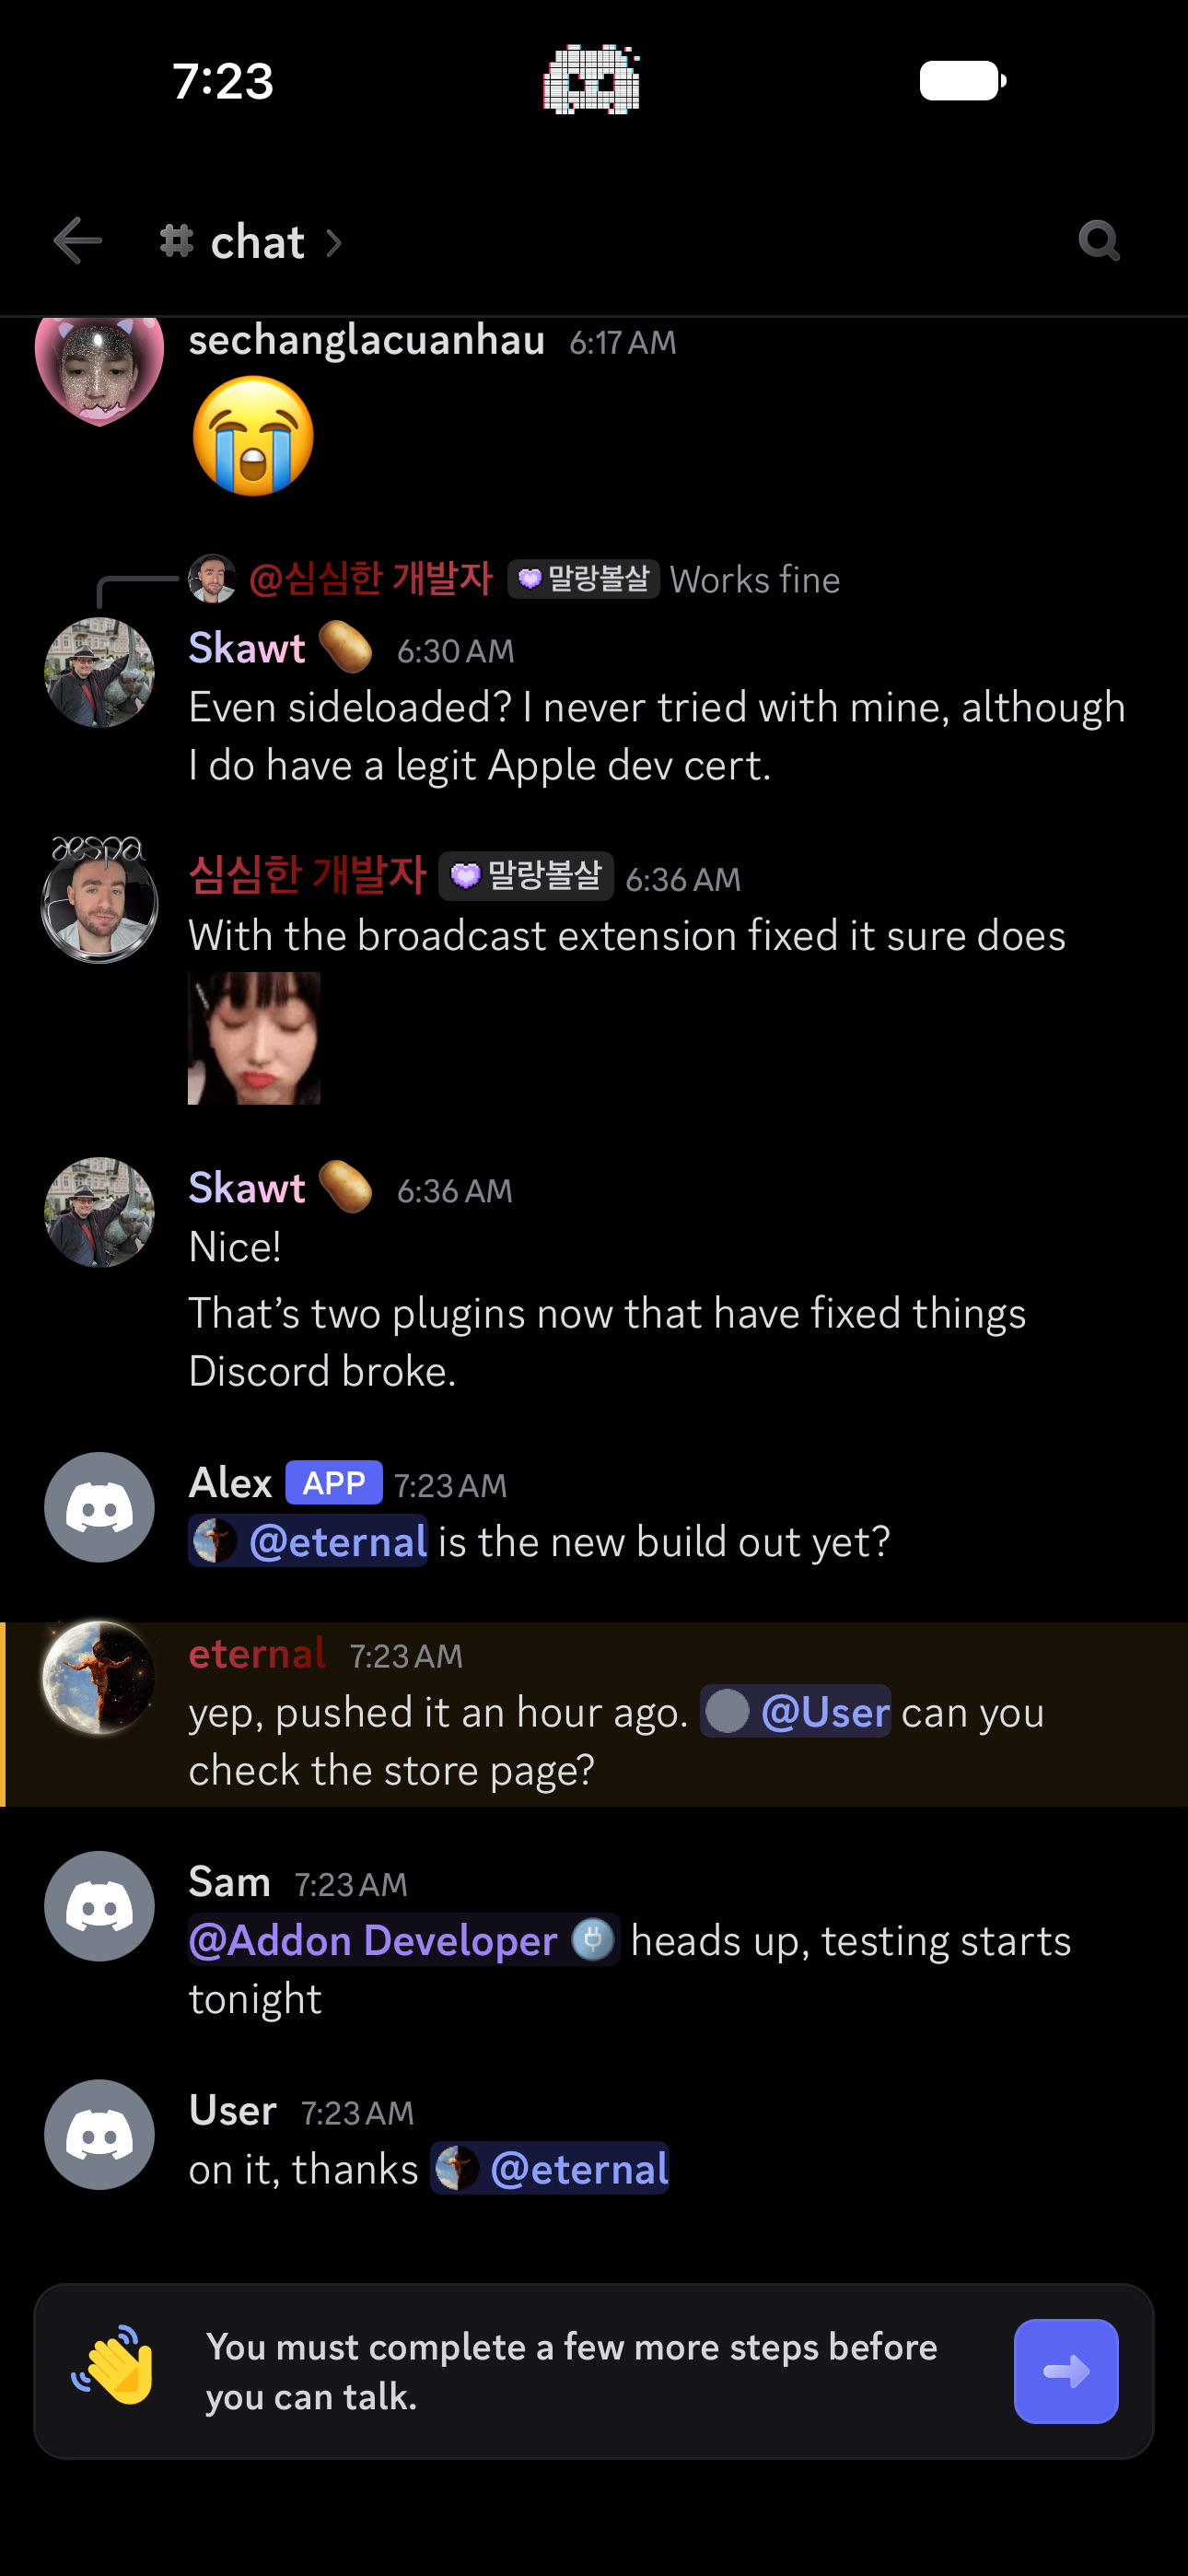 7:23
chat
sechanglacuanhau 6:17 AM
@심심한 개발자 말랑볼살 Works fine
Skawt 6:30 AM
Even sideloaded? I never tried with mine, although
I do have a legit Apple dev cert.
aespa
심심한 개발자 말랑볼살 6:36 AM
With the broadcast extension fixed it sure does
Skawt 6:36 AM
Nice!
That’s two plugins now that have fixed things
Discord broke.
Alex APP 7:23 AM
@eternal is the new build out yet?
eternal 7:23 AM
yep, pushed it an hour ago. @User can you
check the store page?
Sam 7:23 AM
@Addon Developer heads up, testing starts
tonight
User 7:23 AM
on it, thanks @eternal
You must complete a few more steps before
you can talk.